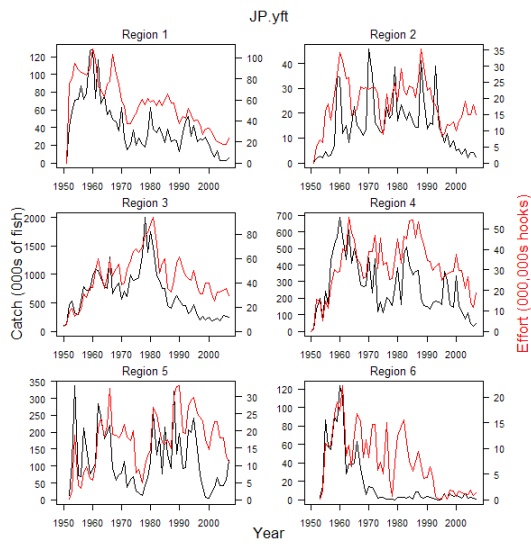 JP.yft
Region 1 Region 2
120 100 80 60 40 20 0
100 80 60 40 20 0
40 30 20 10 0
35 30 25 20 15 10 5 0
1950 1960 1970 1980 1990 2000
1950 1960 1970 1980 1990 2000
Region 3 Region 4
2000 1500 1000 500 0
80 60 40 20 0
700 600 500 400 300 200 100 0
50 40 30 20 10 0
1950 1960 1970 1980 1990 2000
1950 1960 1970 1980 1990 2000
Catch (000s of fish)
Effort (000,000s hooks)
Region 5 Region 6
350 300 250 200 150 100 50 0
30 25 20 15 10 5 0
120 100 80 60 40 20 0
20 15 10 5 0
1950 1960 1970 1980 1990 2000
1950 1960 1970 1980 1990 2000
Year